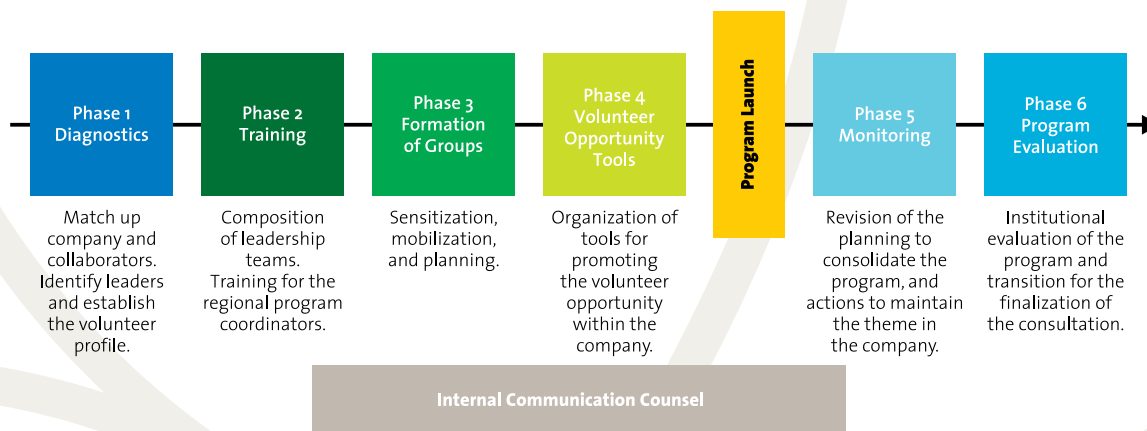 Phase 1
Diagnostics
Match up
company and
collaborators.
Identify leaders
and establish
the volunteer
profile.
Phase 2
Training
Composition
of leadership
teams.
Training for the
regional program
coordinators.
Phase 3
Formation
of Groups
Sensitization,
mobilization,
and planning.
Phase 4
Volunteer
Opportunity
Tools
Organization of
tools for
promoting
the volunteer
opportunity
within the
company.
Program Launch
Phase 5
Monitoring
Revision of the
planning to
consolidate the
program, and
actions to maintain
the theme in
the company.
Phase 6
Program
Evaluation
Institutional
evaluation of the
program and
transition for the
finalization of
the consultation.
Internal Communication Counsel